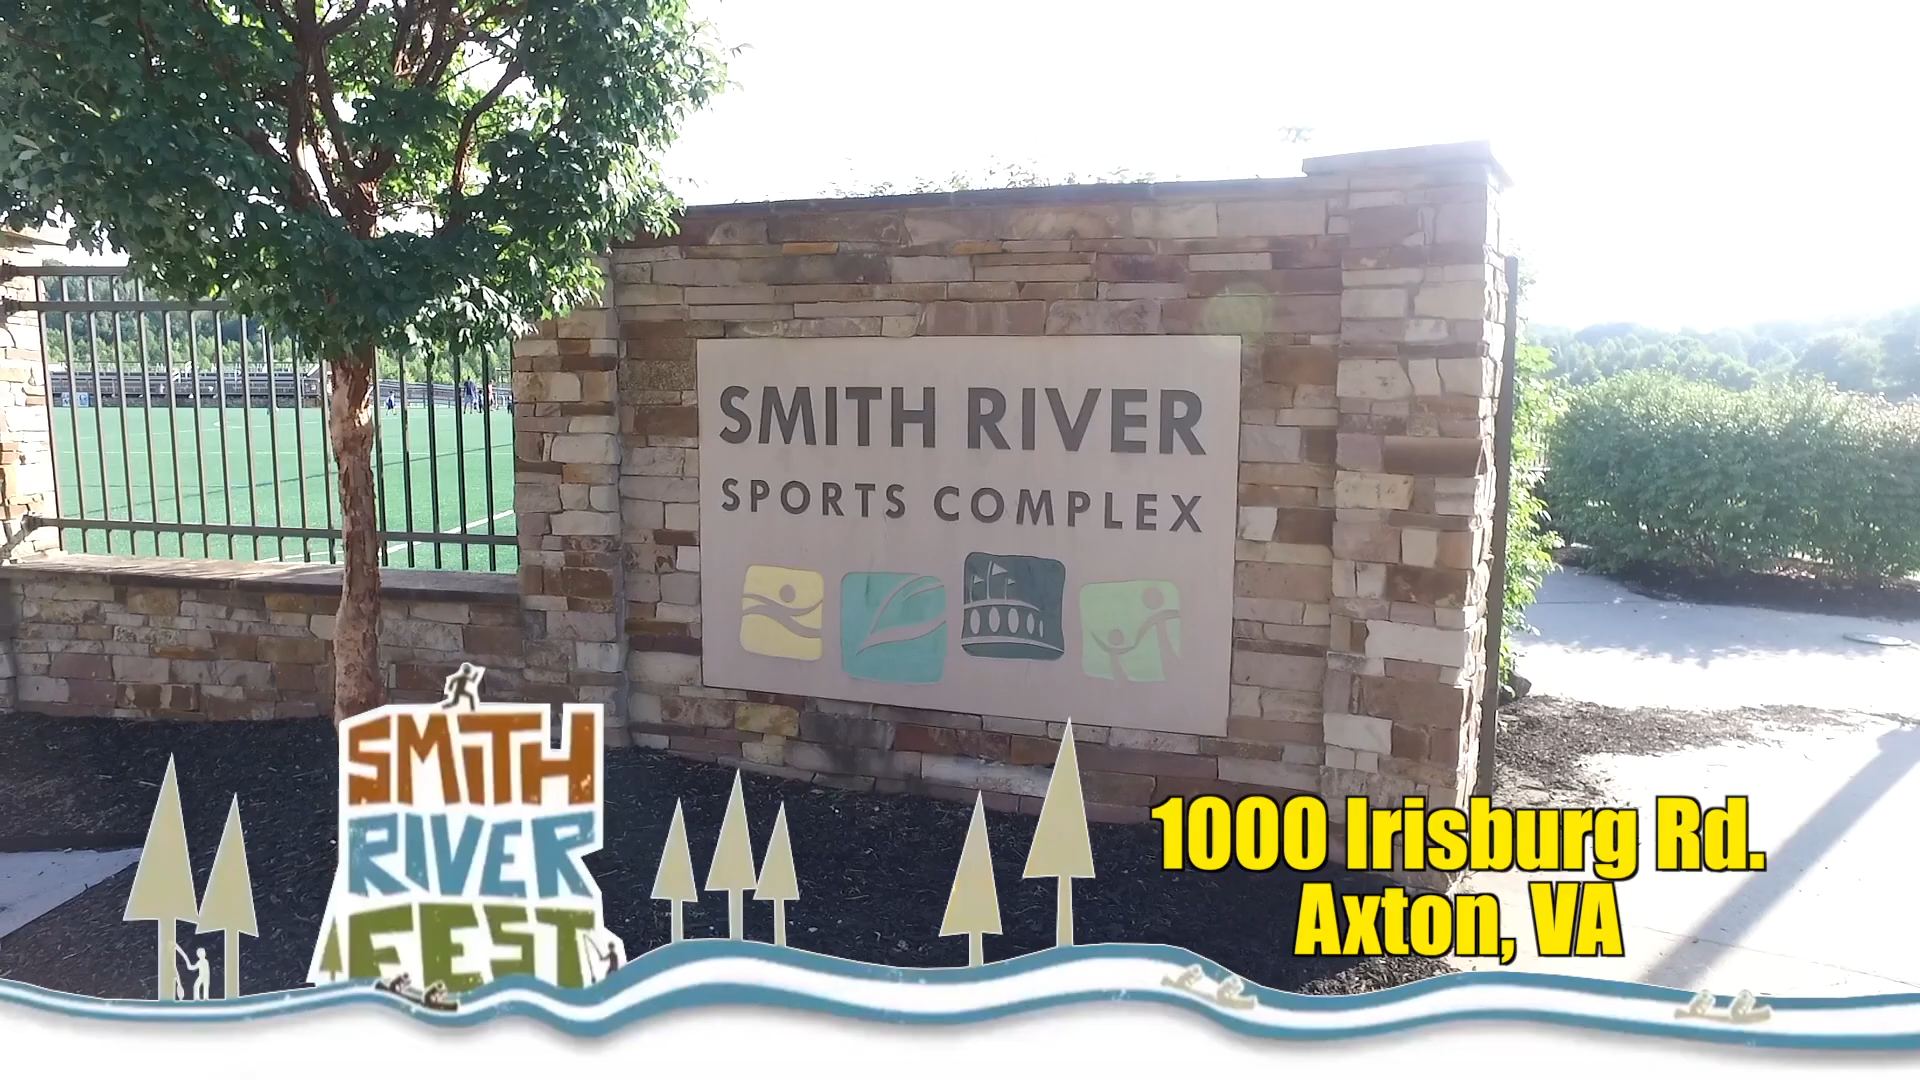 SMITH RIVER
SPORTS COMPLEX
SMITH
RIVER
FEST
1000 Irisburg Rd.
Axton, VA